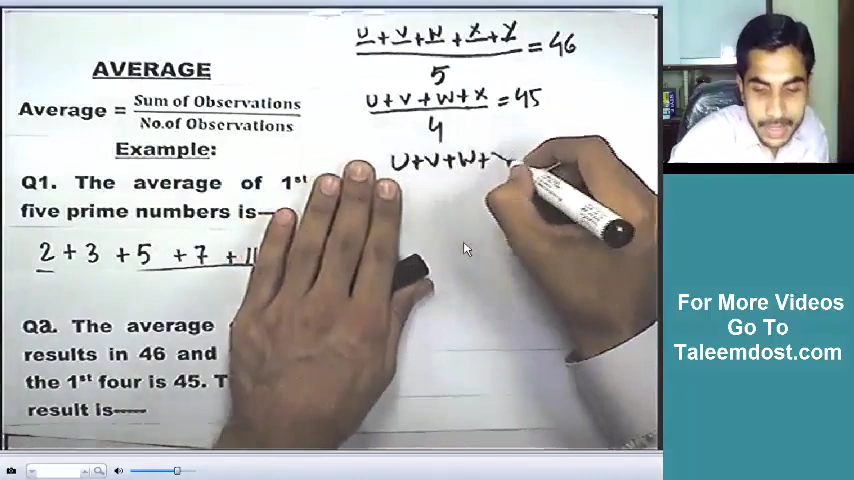 AVERAGE
Average = Sum of Observations
No.of Observations
Example:
Q1. The average of 1st
five prime numbers is—
2 + 3 + 5 + 7 + 11
Q2. The average
results in 46 and
the 1st four is 45. T
result is----
U + V + W + X + Y = 46
5
U + V + W + X = 45
4
U + V + W +
For More Videos
Go To
Taleemdost.com